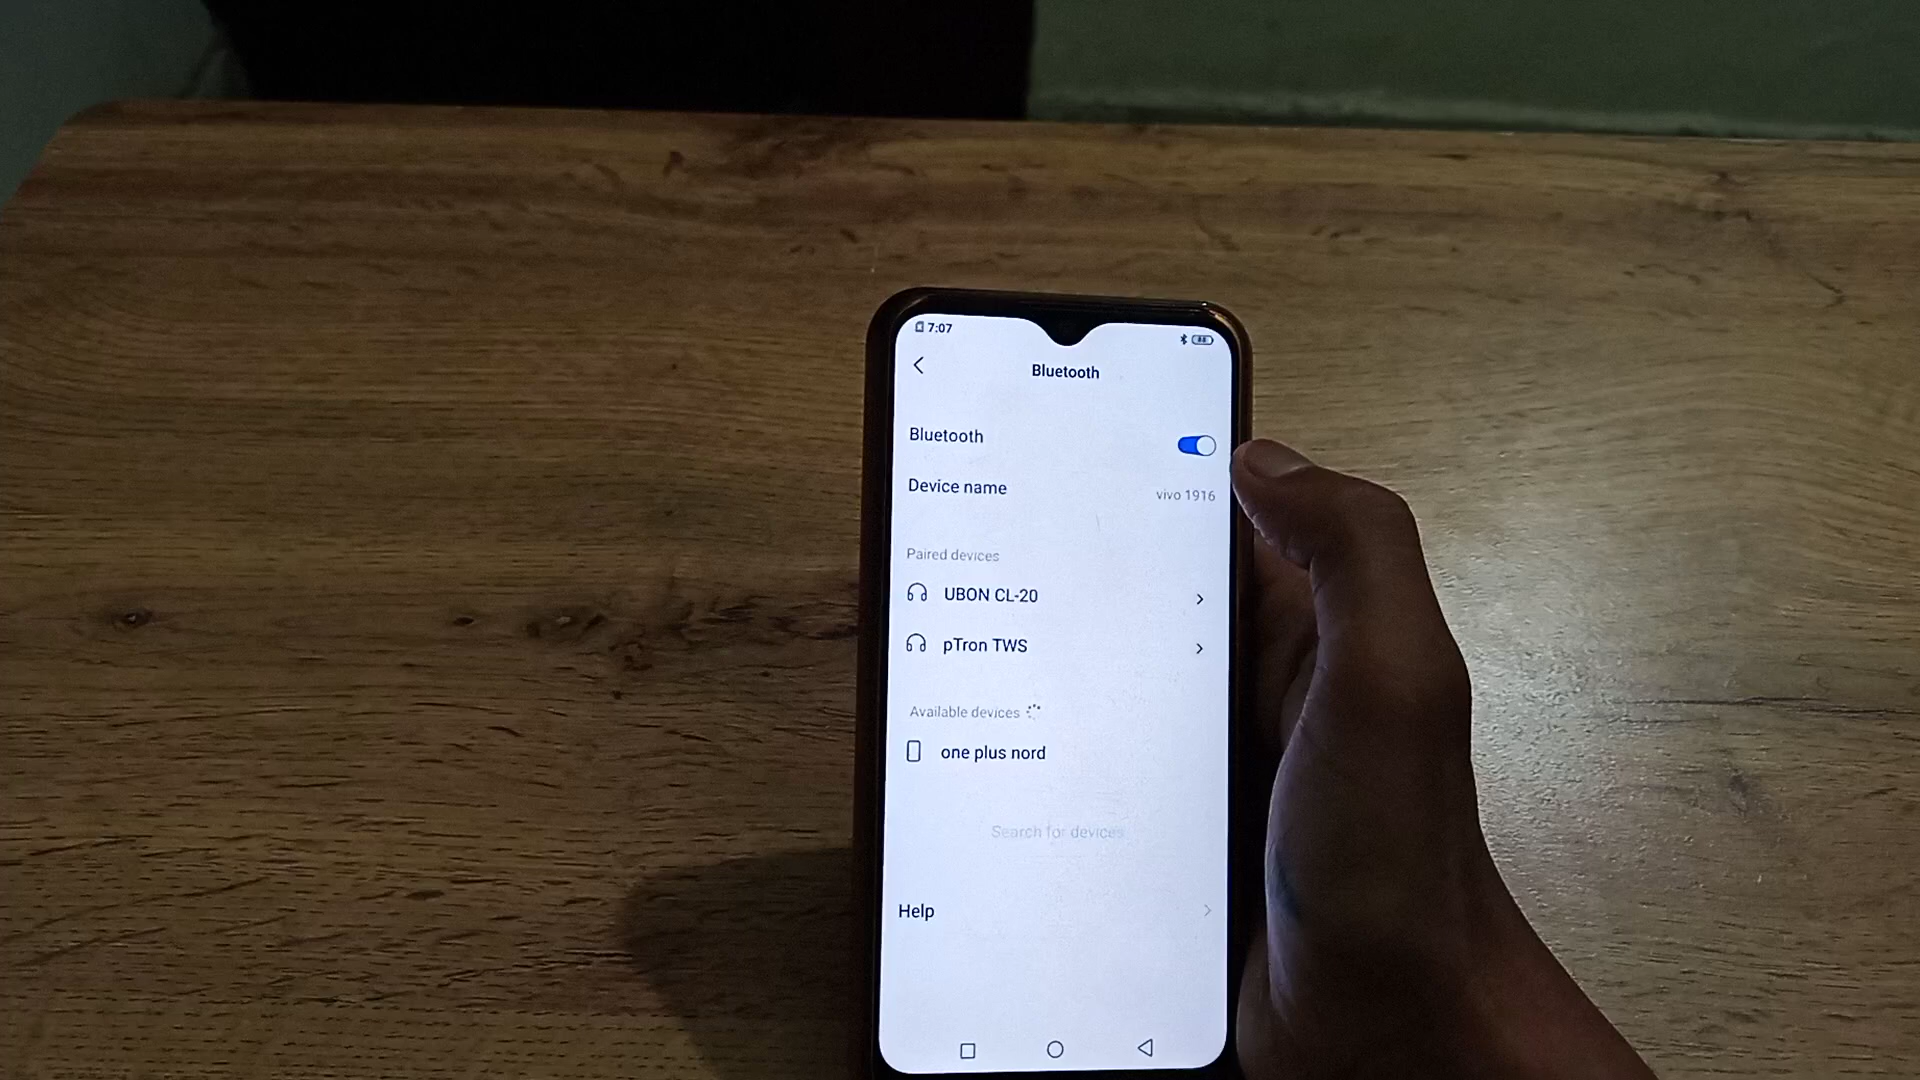 7:07
88
Bluetooth
Bluetooth
Device name
vivo 1916
Paired devices
UBON CL-20
pTron TWS
Available devices
one plus nord
Search for devices
Help